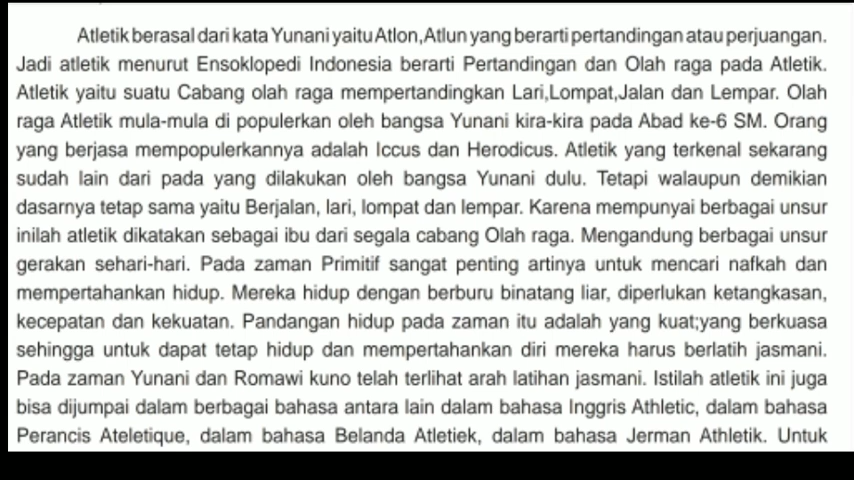 Atletik berasal dari kata Yunani yaitu Atlon,Atlun yang berarti pertandingan atau perjuangan.
Jadi atletik menurut Ensoklopedi Indonesia berarti Pertandingan dan Olah raga pada Atletik.
Atletik yaitu suatu Cabang olah raga mempertandingkan Lari,Lompat,Jalan dan Lempar. Olah
raga Atletik mula-mula di populerkan oleh bangsa Yunani kira-kira pada Abad ke-6 SM. Orang
yang berjasa mempopulerkannya adalah Iccus dan Herodicus. Atletik yang terkenal sekarang
sudah lain dari pada yang dilakukan oleh bangsa Yunani dulu. Tetapi walaupun demikian
dasarnya tetap sama yaitu Berjalan, lari, lompat dan lempar. Karena mempunyai berbagai unsur
inilah atletik dikatakan sebagai ibu dari segala cabang Olah raga. Mengandung berbagai unsur
gerakan sehari-hari. Pada zaman Primitif sangat penting artinya untuk mencari nafkah dan
mempertahankan hidup. Mereka hidup dengan berburu binatang liar, diperlukan ketangkasan,
kecepatan dan kekuatan. Pandangan hidup pada zaman itu adalah yang kuat;yang berkuasa
sehingga untuk dapat tetap hidup dan mempertahankan diri mereka harus berlatih jasmani.
Pada zaman Yunani dan Romawi kuno telah terlihat arah latihan jasmani. Istilah atletik ini juga
bisa dijumpai dalam berbagai bahasa antara lain dalam bahasa Inggris Athletic, dalam bahasa
Perancis Ateletique, dalam bahasa Belanda Atletiek, dalam bahasa Jerman Athletik. Untuk